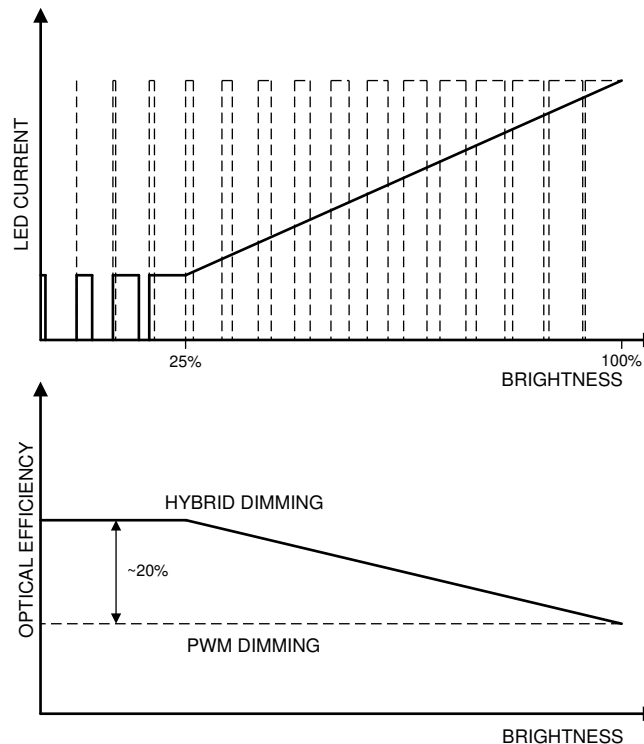 LED CURRENT
25%
100%
BRIGHTNESS
OPTICAL EFFICIENCY
HYBRID DIMMING
~20%
PWM DIMMING
BRIGHTNESS